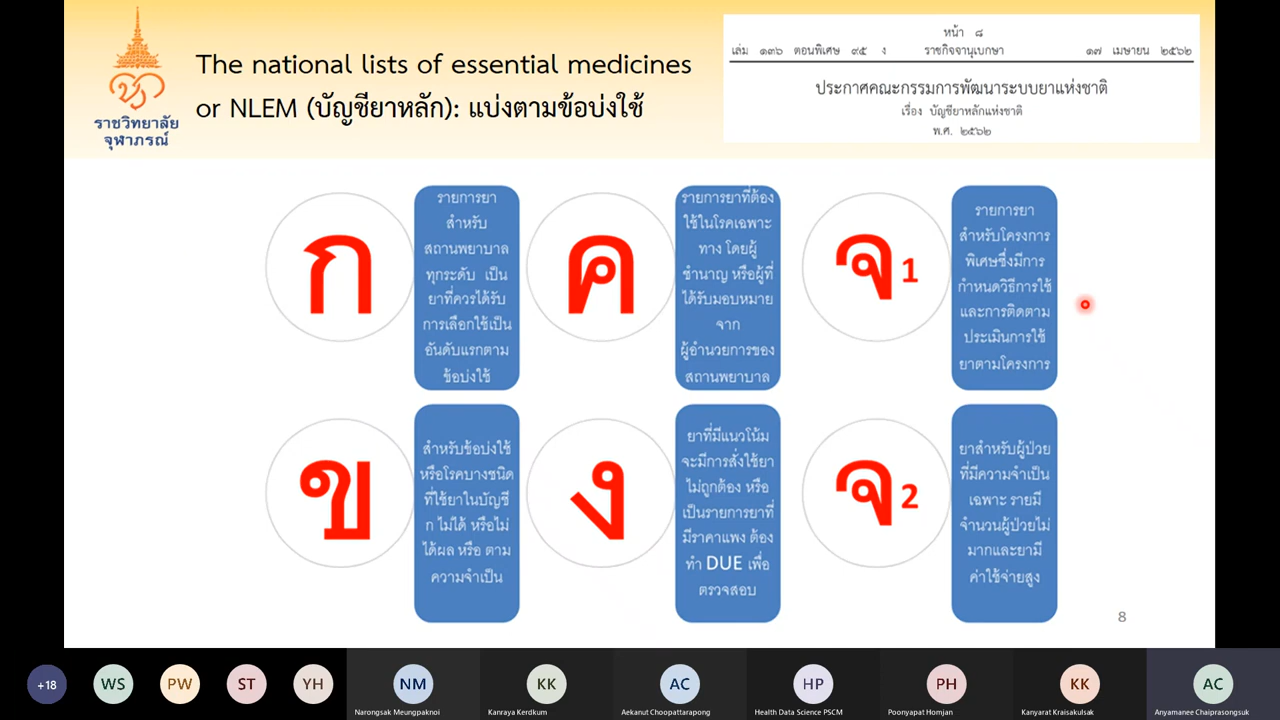 ราชวิทยาลัย
จุฬาภรณ์
The national lists of essential medicines
or NLEM (บัญชียาหลัก): แบ่งตามข้อบ่งใช้
หน้า ๘
เล่ม ๑๓๖ ตอนพิเศษ ๙๕ ง ราชกิจจานุเบกษา ๑๗ เมษายน ๒๕๖๒
ประกาศคณะกรรมการพัฒนาระบบยาแห่งชาติ
เรื่อง บัญชียาหลักแห่งชาติ
พ.ศ. ๒๕๖๒
ก
รายการยา
สำหรับ
สถานพยาบาล
ทุกระดับ เป็น
ยาที่ควรได้รับ
การเลือกใช้เป็น
อันดับแรกตาม
ข้อบ่งใช้
ค
รายการยาที่ต้อง
ใช้ในโรคเฉพาะ
ทาง โดยผู้
ชำนาญ หรือผู้ที่
ได้รับมอบหมาย
จาก
ผู้อำนวยการของ
สถานพยาบาล
จ1
รายการยา
สำหรับโครงการ
พิเศษซึ่งมีการ
กำหนดวิธีการใช้
และการติดตาม
ประเมินการใช้
ยาตามโครงการ
ข
สำหรับข้อบ่งใช้
หรือโรคบางชนิด
ที่ใช้ยาในบัญชี
ก ไม่ได้ หรือไม่
ได้ผล หรือ ตาม
ความจำเป็น
ง
ยาที่มีแนวโน้ม
จะมีการสั่งใช้ยา
ไม่ถูกต้อง หรือ
เป็นรายการยาที่
มีราคาแพง ต้อง
ทำ DUE เพื่อ
ตรวจสอบ
จ2
ยาสำหรับผู้ป่วย
ที่มีความจำเป็น
เฉพาะ รายมี
จำนวนผู้ป่วยไม่
มากและยามี
ค่าใช้จ่ายสูง
8
+18 WS PW ST YH NM KK AC HP PH KK AC
Narongsak Meungpaknoi Kanraya Kerdkum Aekanut Choopattarapong Health Data Science PSCM Poonyapat Homjan Kanyarat Kraisakulsak Anyamanee Chaiprasongsuk